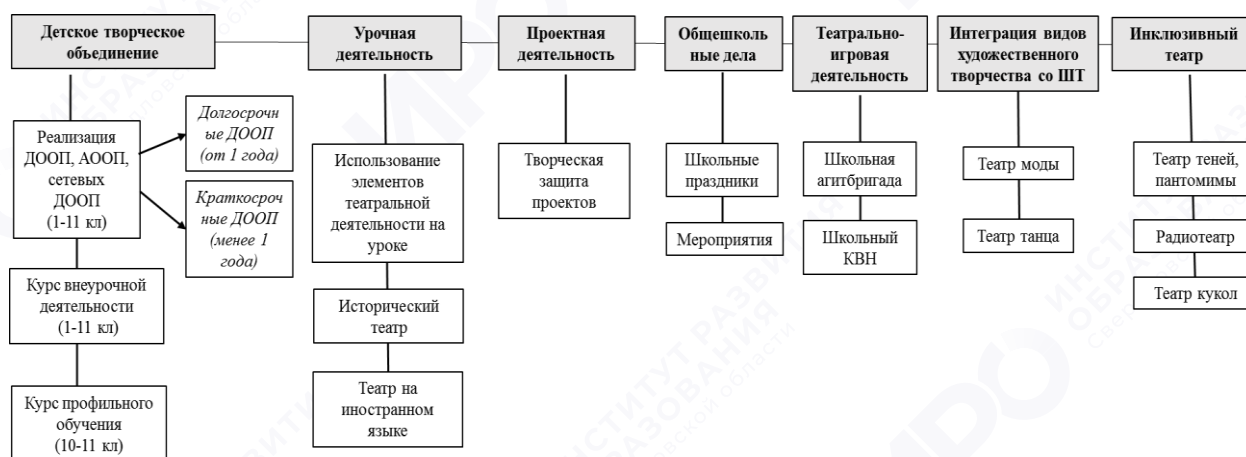 Детское творческое
объединение
Реализация
ДООП, АООП,
сетевых
ДООП
(1-11 кл)
Долгосрочн
ые ДООП
(от 1 года)
Краткосроч
ные ДООП
(менее 1
года)
Курс внеурочной
деятельности
(1-11 кл)
Курс профильного
обучения
(10-11 кл)
Урочная
деятельность
Использование
элементов
театральной
деятельности на
уроке
Исторический
театр
Театр на
иностранном
языке
Проектная
деятельность
Творческая
защита
проектов
Общешколь
ные дела
Школьные
праздники
Мероприятия
Театрально-
игровая
деятельность
Школьная
агитбригада
Школьный
КВН
Интеграция видов
художественного
творчества со ШТ
Театр моды
Театр танца
Инклюзивный
театр
Театр теней,
пантомимы
Радиотеатр
Театр кукол